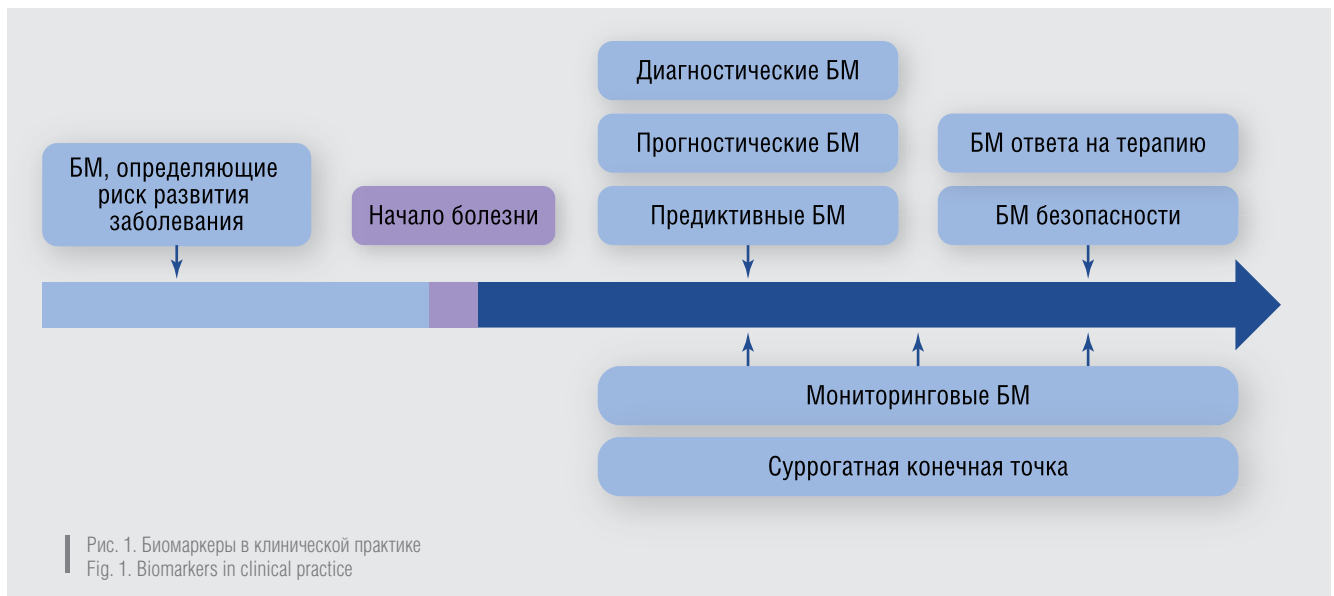 БМ, определяющие
риск развития
заболевания
Начало болезни
Диагностические БМ
Прогностические БМ
Предиктивные БМ
БМ ответа на терапию
БМ безопасности
Мониторинговые БМ
Суррогатная конечная точка
Рис. 1. Биомаркеры в клинической практике
Fig. 1. Biomarkers in clinical practice